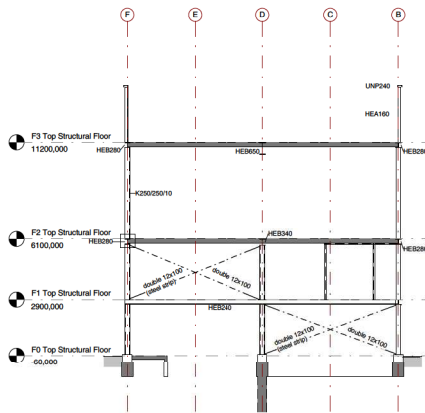 F E D C B
UNP240
HEA160
F3 Top Structural Floor
11200,000
HEB280
HEB650
HEB280
K250/250/10
F2 Top Structural Floor
6100,000
HEB280
HEB340
HEB280
double 12x100
(steel strip)
double 12x100
F1 Top Structural Floor
2900,000
HEB240
double 12x100
(steel strip)
double 12x100
F0 Top Structural Floor
-60,000